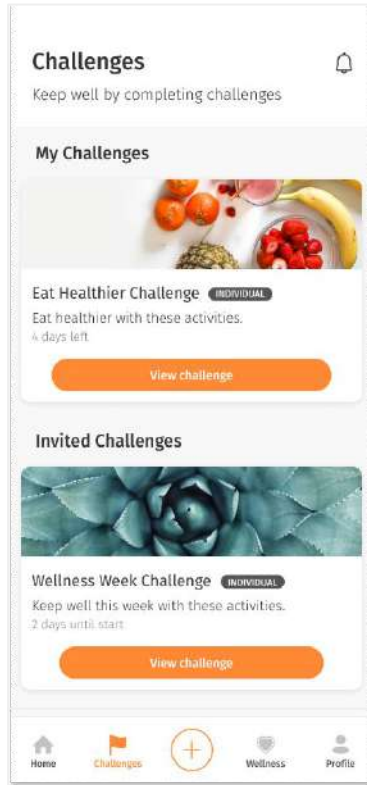 Challenges
Keep well by completing challenges
My Challenges
Eat Healthier Challenge INDIVIDUAL
Eat healthier with these activities.
4 days left
View challenge
Invited Challenges
Wellness Week Challenge INDIVIDUAL
Keep well this week with these activities.
2 days until start
View challenge
Home Challenges Wellness Profile